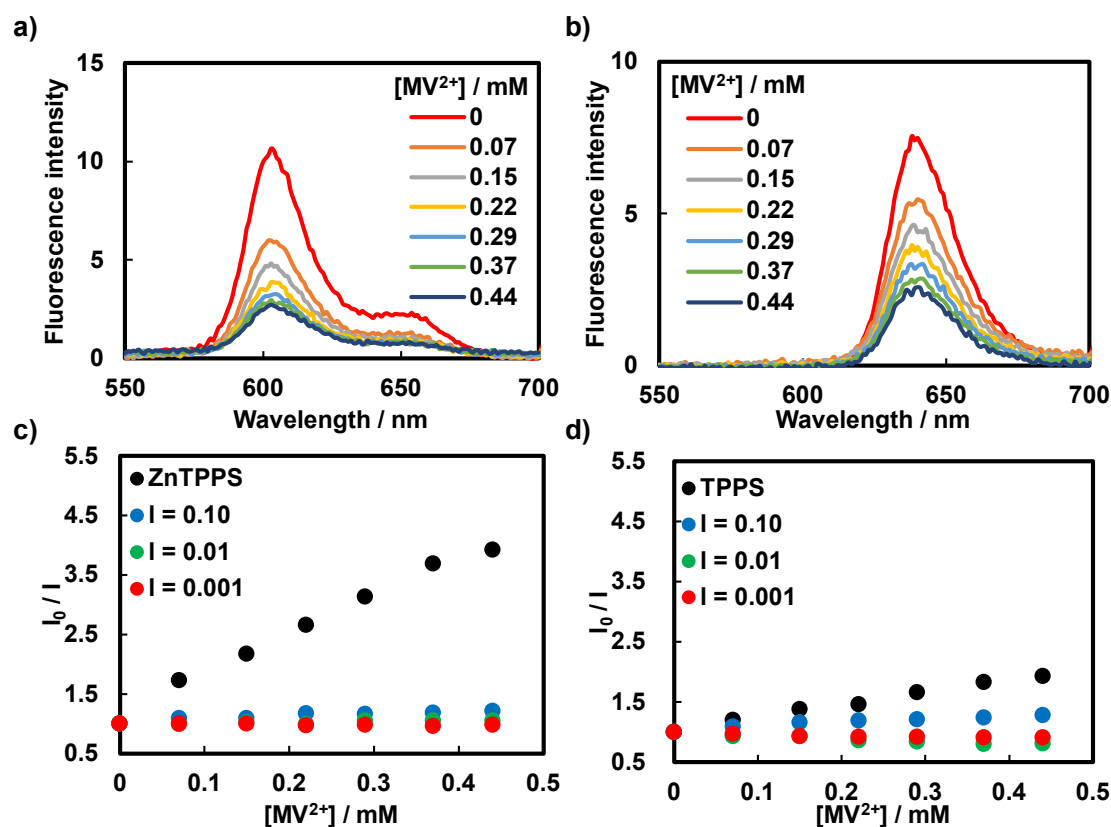 a)
15
10
5
0
550
600
650
700
Fluorescence intensity
Wavelength / nm
[MV²⁺] / mM
0
0.07
0.15
0.22
0.29
0.37
0.44
b)
10
5
0
550
600
650
700
Fluorescence intensity
Wavelength / nm
[MV²⁺] / mM
0
0.07
0.15
0.22
0.29
0.37
0.44
c)
5.5
4.5
3.5
2.5
1.5
0.5
0
0.1
0.2
0.3
0.4
0.5
I₀ / I
[MV²⁺] / mM
ZnTPPS
I = 0.10
I = 0.01
I = 0.001
d)
5.5
4.5
3.5
2.5
1.5
0.5
0
0.1
0.2
0.3
0.4
0.5
I₀ / I
[MV²⁺] / mM
TPPS
I = 0.10
I = 0.01
I = 0.001